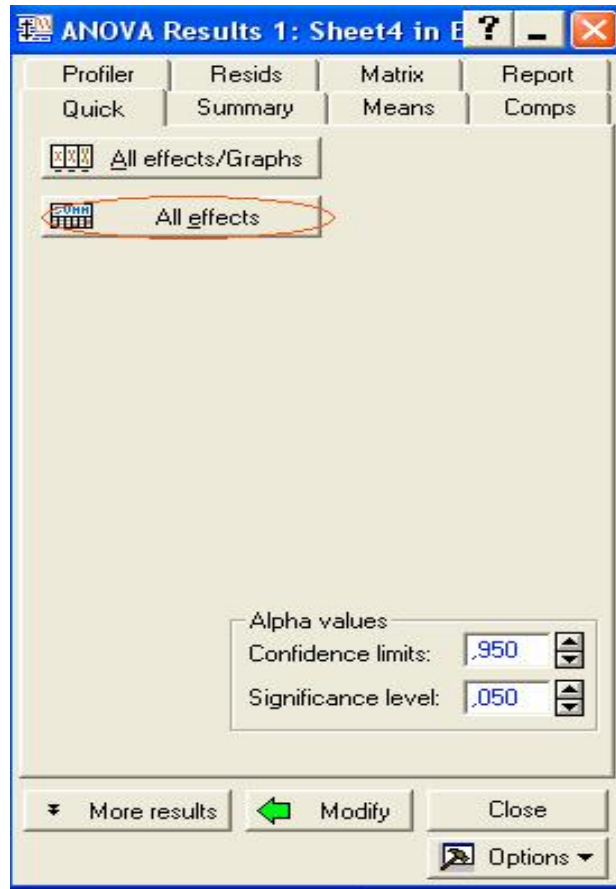 ANOVA Results 1: Sheet4 in E ?
Profiler Resids Matrix Report
Quick Summary Means Comps
All effects/Graphs
All effects
Alpha values
Confidence limits: ,950
Significance level: ,050
More results Modify Close
Options